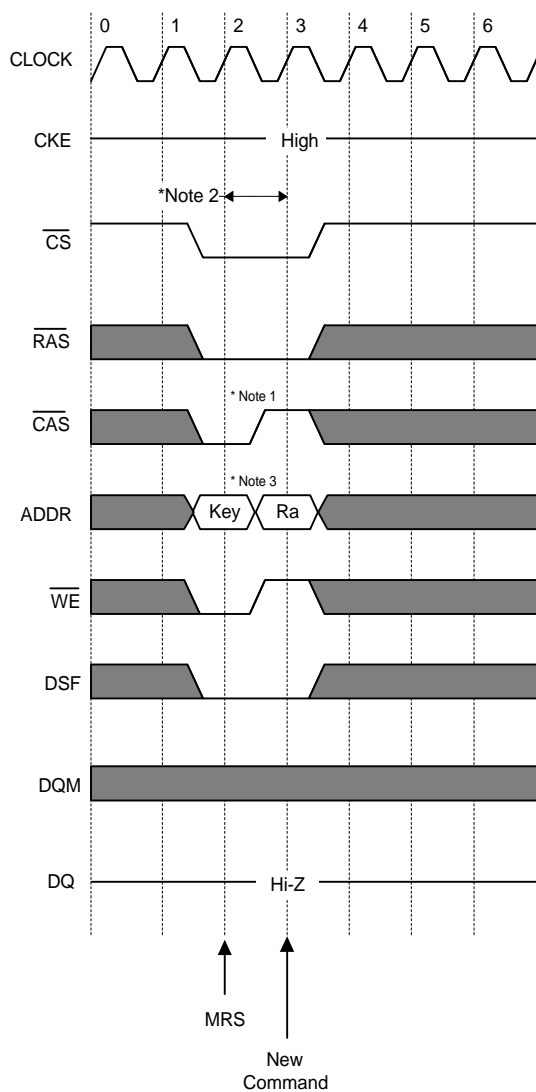 0 1 2 3 4 5 6
CLOCK
CKE High
*Note 2
CS
RAS
* Note 1
CAS
* Note 3
ADDR Key Ra
WE
DSF
DQM
DQ Hi-Z
MRS
New
Command